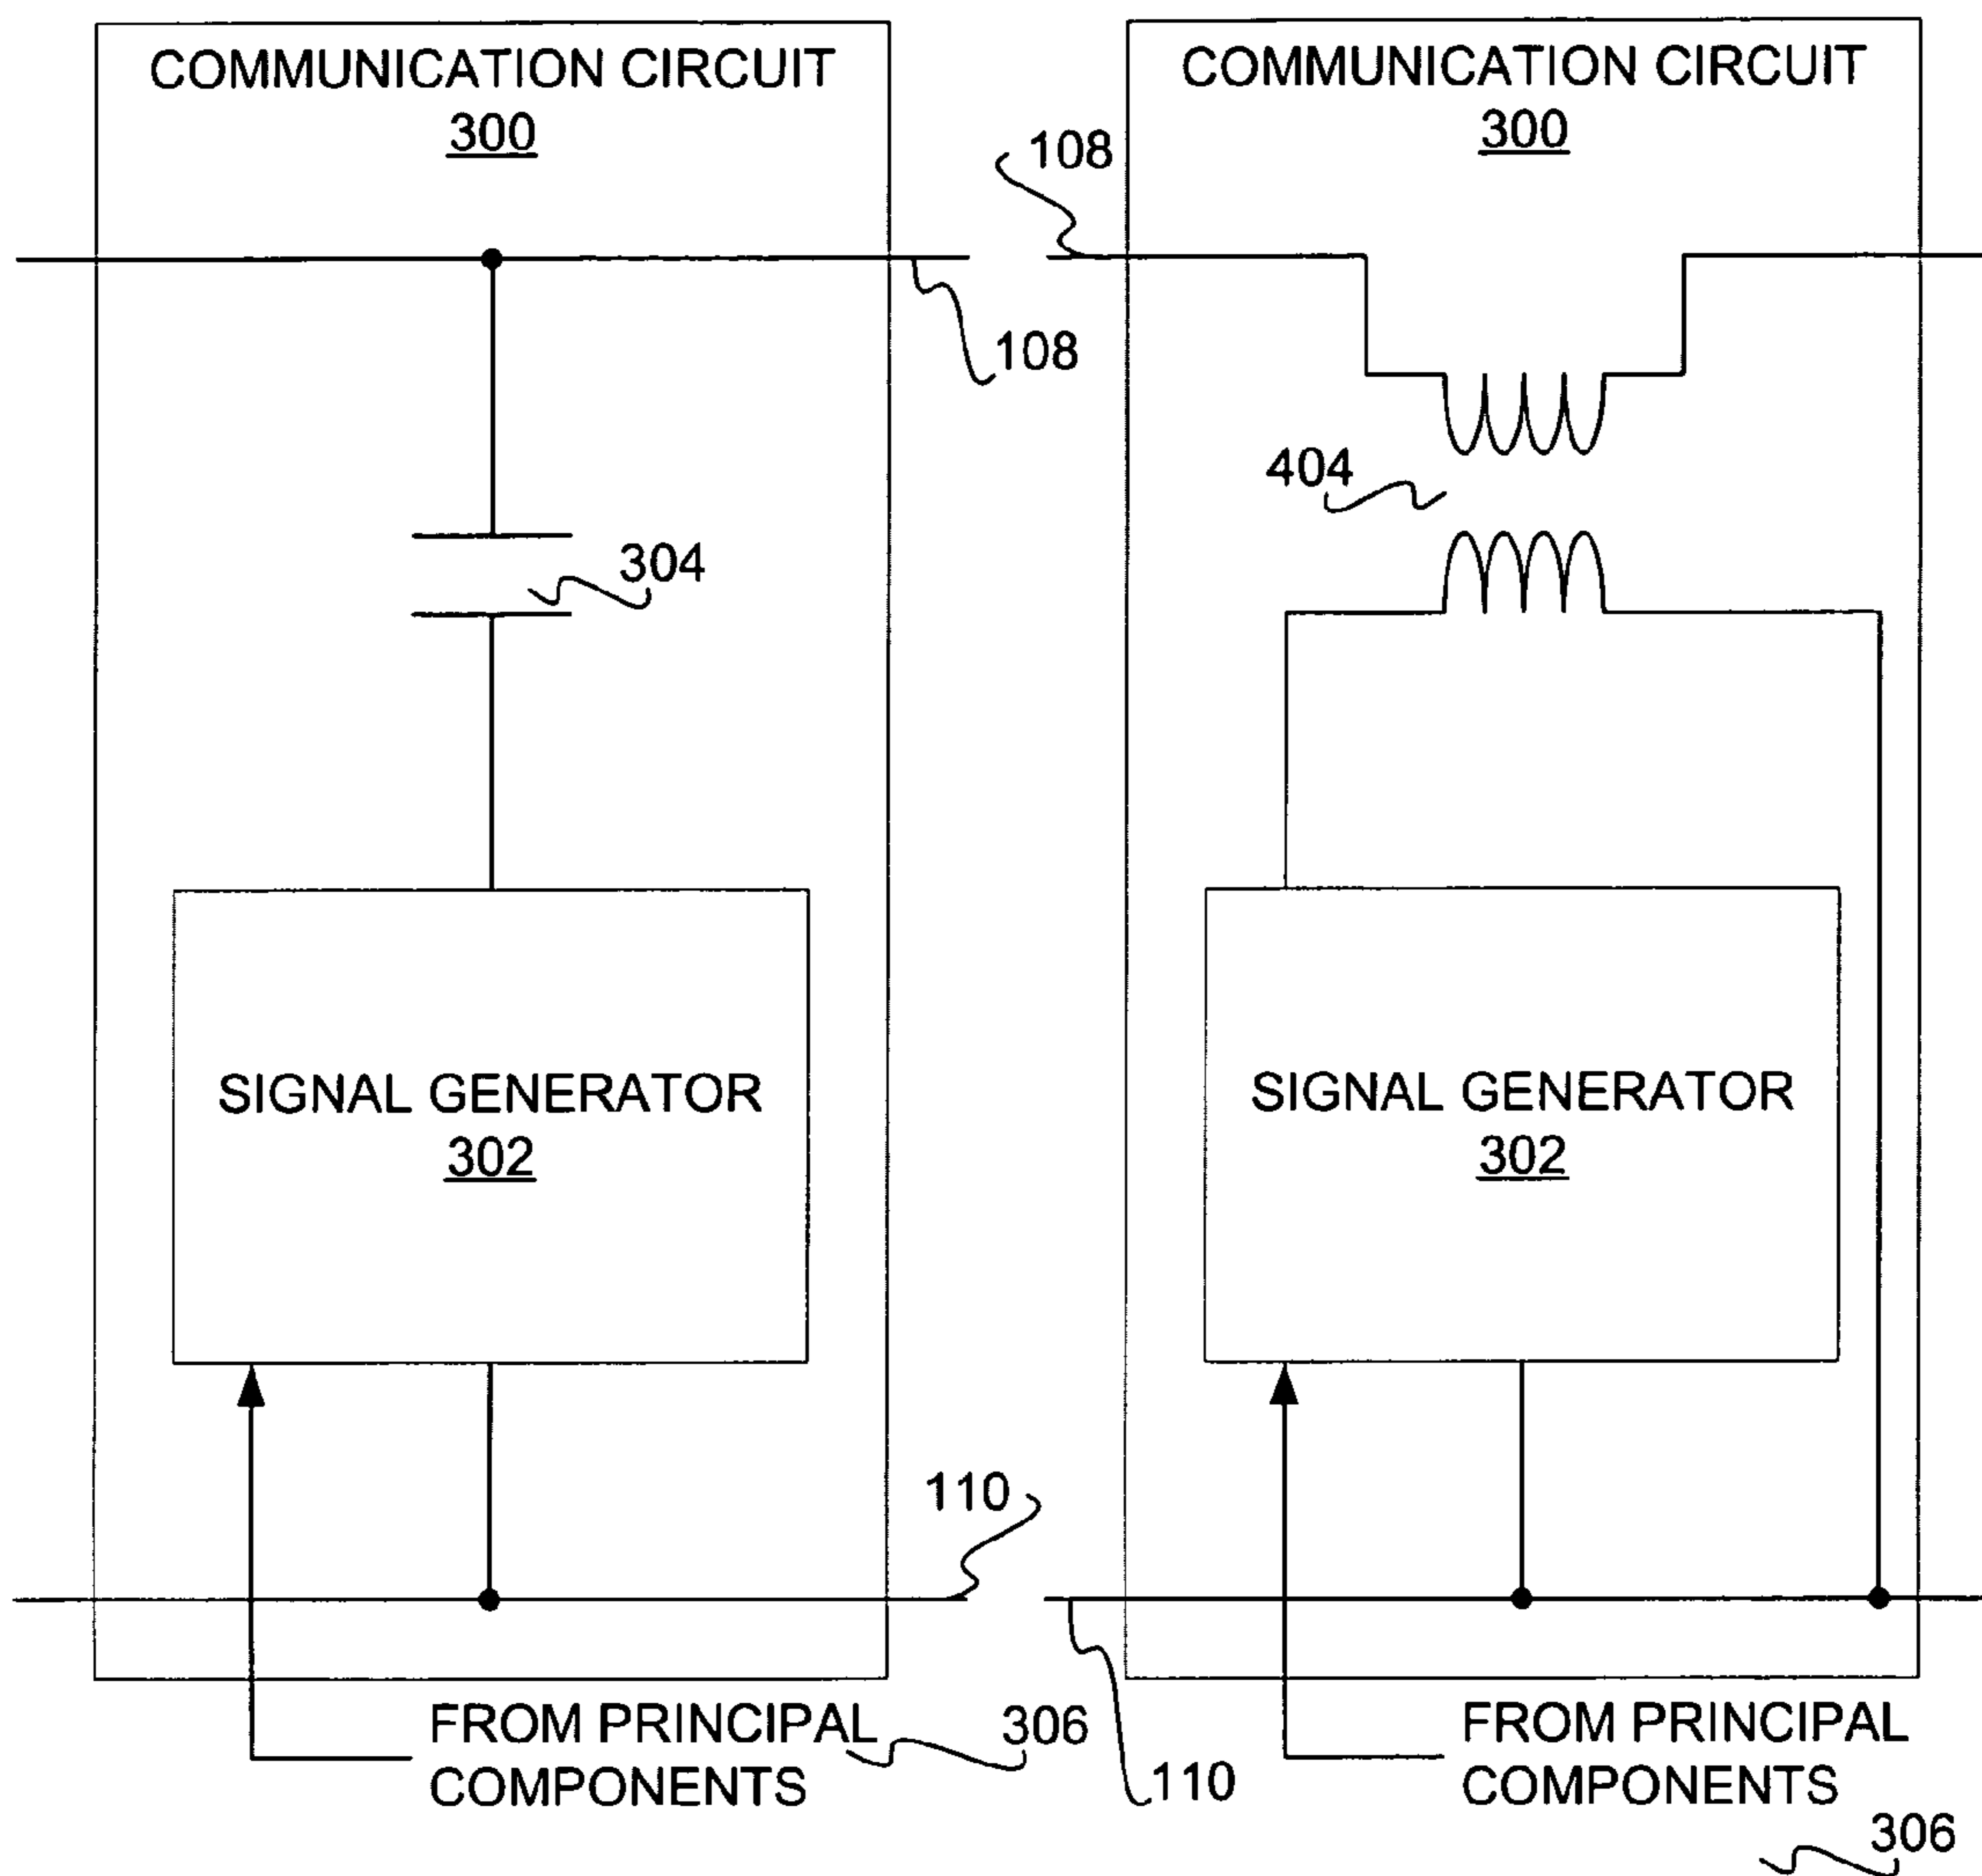 COMMUNICATION CIRCUIT
300
108
304
SIGNAL GENERATOR
302
110
FROM PRINCIPAL
COMPONENTS
306
COMMUNICATION CIRCUIT
300
108
404
SIGNAL GENERATOR
302
110
FROM PRINCIPAL
COMPONENTS
306